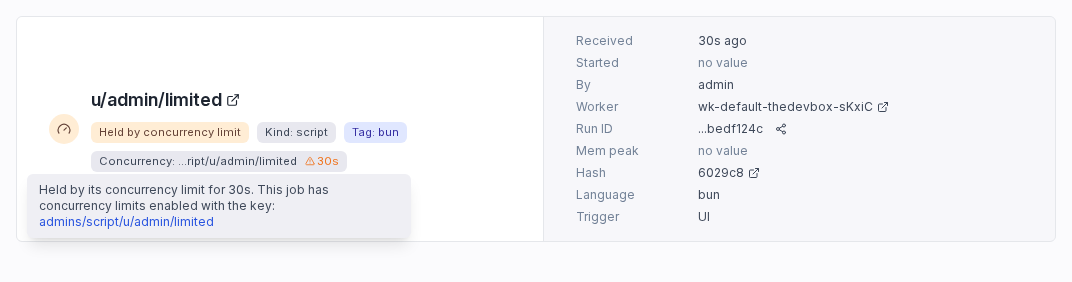 u/admin/limited
Held by concurrency limit
Kind: script
Tag: bun
Concurrency: ...ript/u/admin/limited
30s
Held by its concurrency limit for 30s. This job has
concurrency limits enabled with the key:
admins/script/u/admin/limited
Received 30s ago
Started no value
By admin
Worker wk-default-thedevbox-sKxiC
Run ID ...bedf124c
Mem peak no value
Hash 6029c8
Language bun
Trigger UI